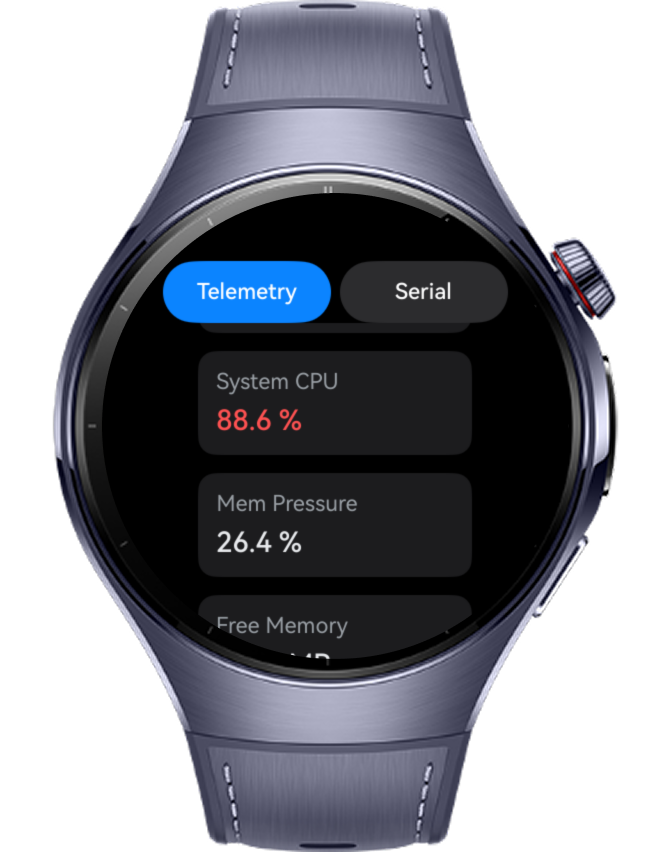 Telemetry
Serial
System CPU
88.6 %
Mem Pressure
26.4 %
Free Memory